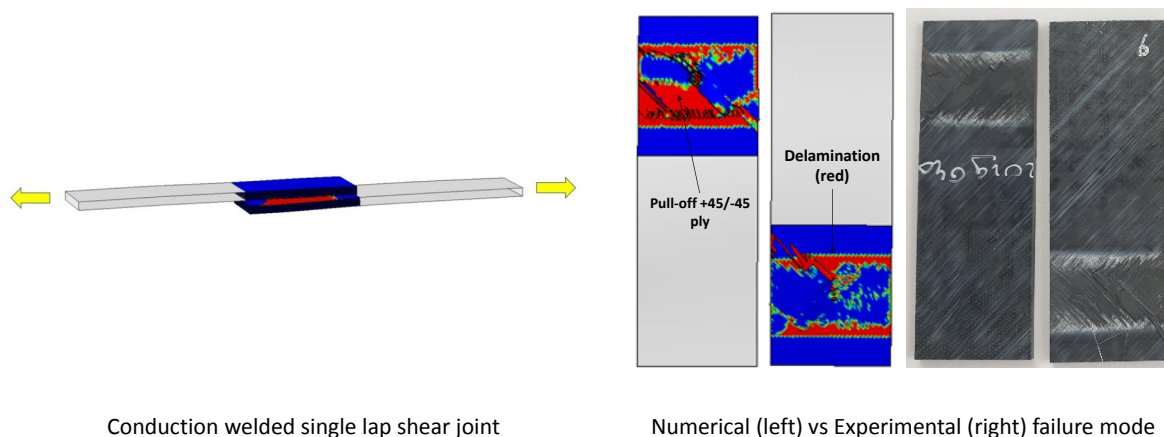 Delamination
(red)
Pull-off +45/-45
ply
6
Conduction welded single lap shear joint
Numerical (left) vs Experimental (right) failure mode